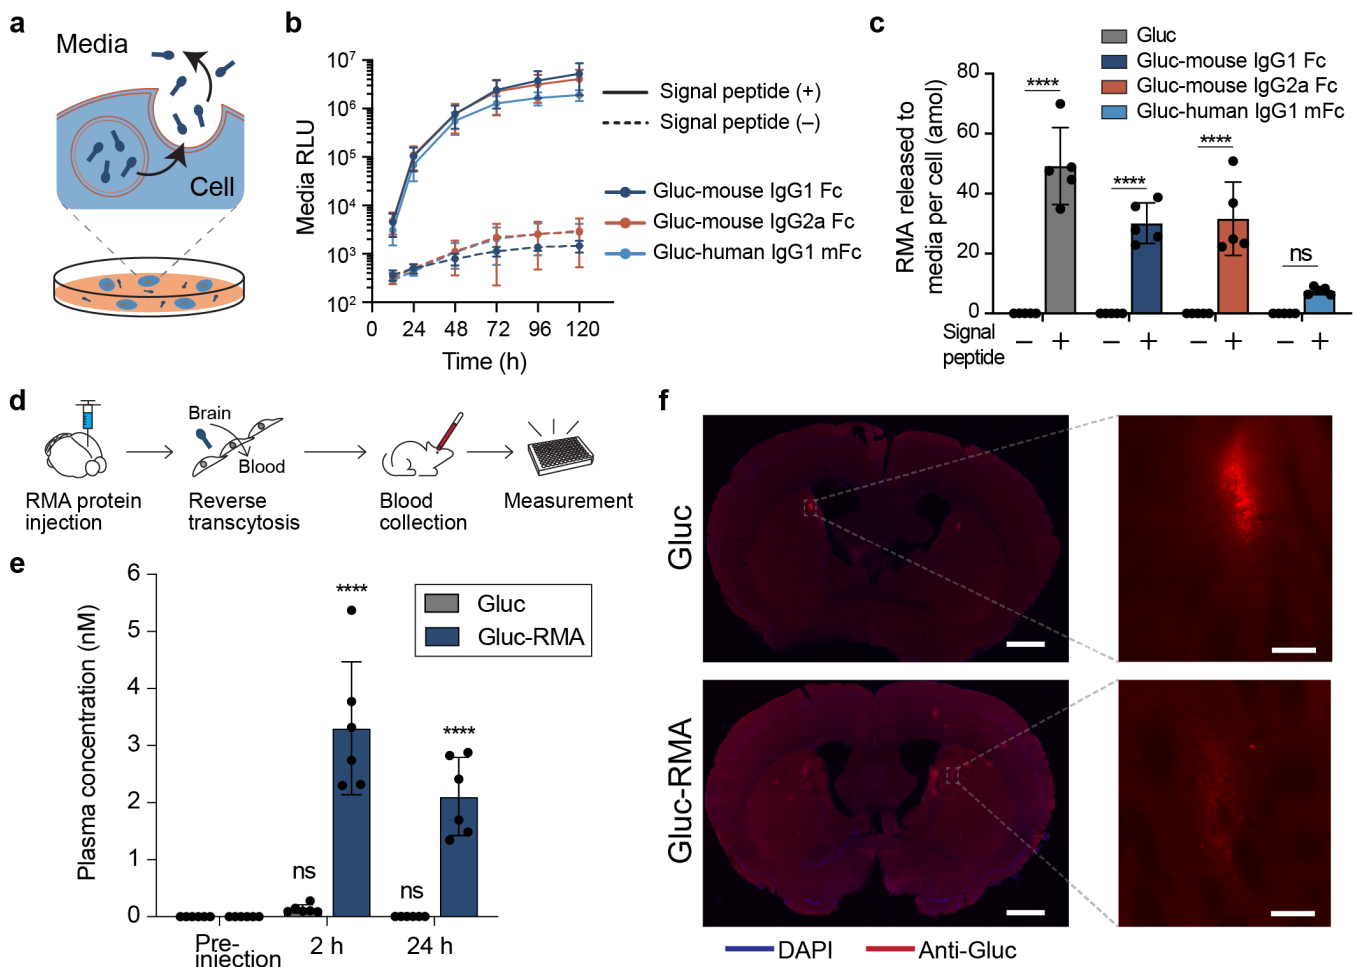 a
Media
Cell
b
10⁷
10⁶
10⁵
10⁴
10³
10²
Media RLU
0
24
48
72
96
120
Time (h)
Signal peptide (+)
Signal peptide (–)
Gluc-mouse IgG1 Fc
Gluc-mouse IgG2a Fc
Gluc-human IgG1 mFc
c
Gluc
Gluc-mouse IgG1 Fc
Gluc-mouse IgG2a Fc
Gluc-human IgG1 mFc
RMA released to
media per cell (amol)
80
60
40
20
0
****
****
****
ns
Signal
peptide
– + – + – + – +
d
Brain
Blood
RMA protein
injection
Reverse
transcytosis
Blood
collection
Measurement
e
Plasma concentration (nM)
6
5
4
3
2
1
0
Gluc
Gluc-RMA
ns
****
ns
****
Pre-
injection
2 h
24 h
f
Gluc
Gluc-RMA
DAPI
Anti-Gluc